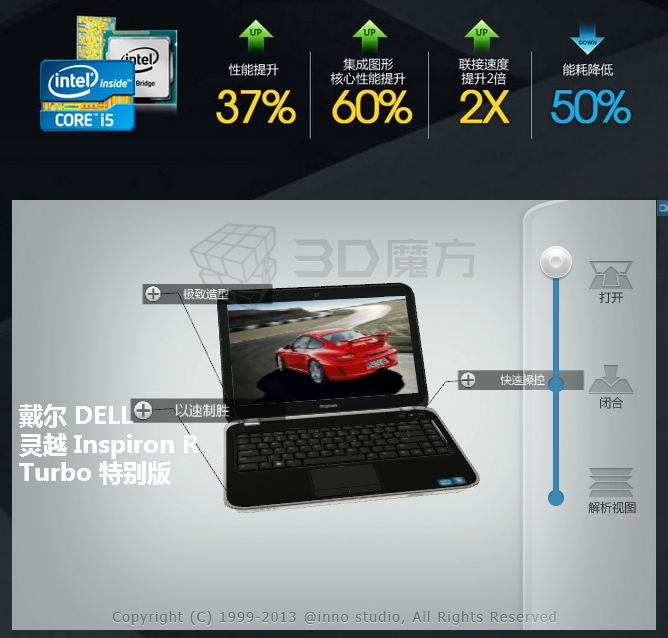 UP
UP
UP
DOWN
intel
Bridge
intel inside™
CORE™ i5
性能提升
37%
集成图形
核心性能提升
60%
联接速度
提升2倍
2X
能耗降低
50%
3D魔方
极致造型
打开
快速操控
闭合
以速制胜
戴尔 DELL
灵越 Inspiron R
Turbo 特别版
解析视图
Copyright (C) 1999-2013 @inno studio, All Rights Reserved